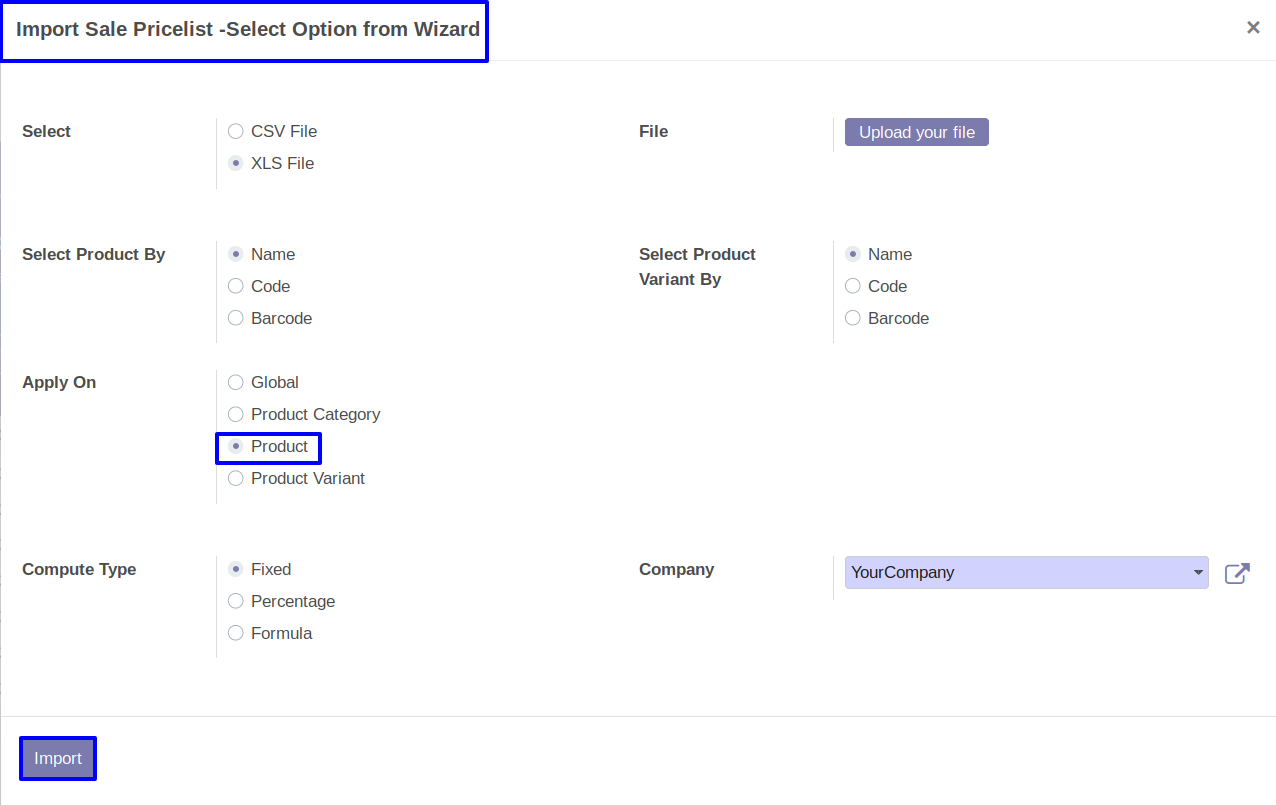 Import Sale Pricelist -Select Option from Wizard
×
Select
CSV File
XLS File
File
Upload your file
Select Product By
Name
Code
Barcode
Select Product
Variant By
Name
Code
Barcode
Apply On
Global
Product Category
Product
Product Variant
Compute Type
Fixed
Percentage
Formula
Company
YourCompany
Import